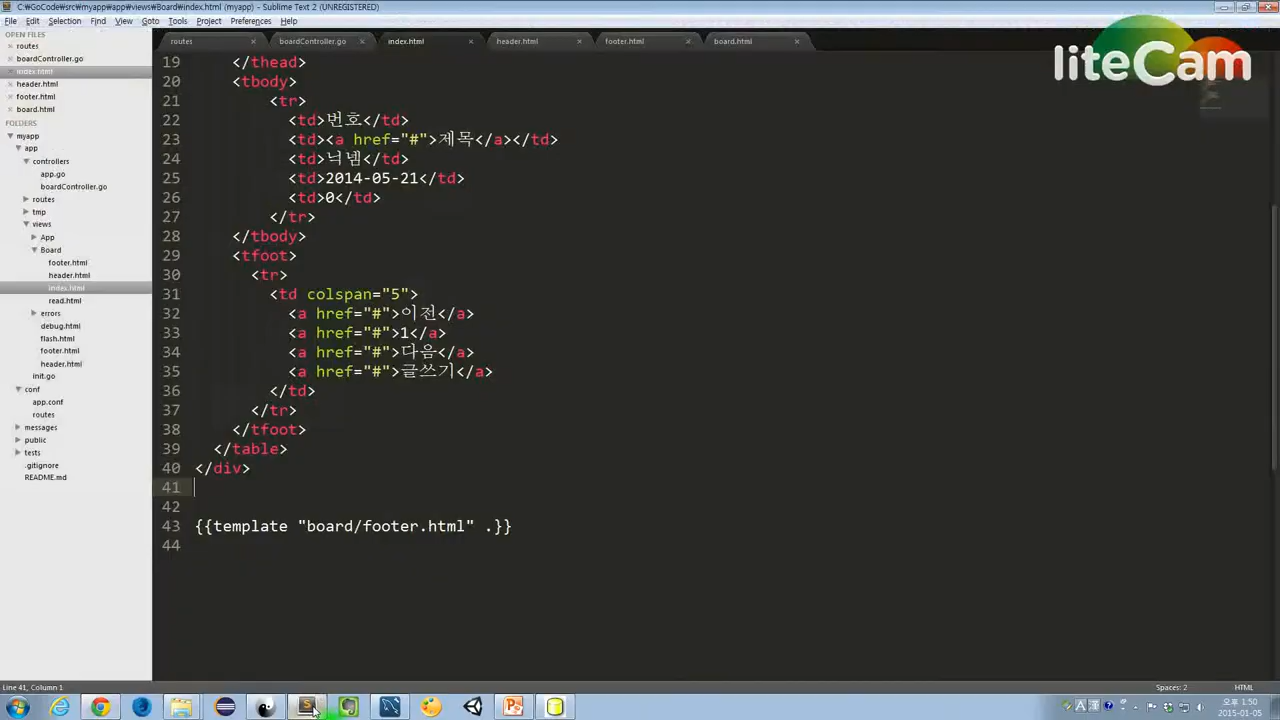 C:₩GoCode₩src₩myapp₩app₩views₩Board₩index.html (myapp) - Sublime Text 2 (UNREGISTERED)
File Edit Selection Find View Goto Tools Project Preferences Help
OPEN FILES
routes
boardController.go
index.html
header.html
footer.html
board.html
FOLDERS
myapp
app
controllers
app.go
boardController.go
routes
tmp
views
App
Board
footer.html
header.html
index.html
read.html
errors
debug.html
flash.html
footer.html
header.html
init.go
conf
app.conf
routes
messages
public
tests
.gitignore
README.md
routes boardController.go index.html header.html footer.html board.html
liteCam
19 </thead>
20 <tbody>
21 <tr>
22 <td>번호</td>
23 <td><a href="#">제목</a></td>
24 <td>닉넴</td>
25 <td>2014-05-21</td>
26 <td>0</td>
27 </tr>
28 </tbody>
29 <tfoot>
30 <tr>
31 <td colspan="5">
32 <a href="#">이전</a>
33 <a href="#">1</a>
34 <a href="#">다음</a>
35 <a href="#">글쓰기</a>
36 </td>
37 </tr>
38 </tfoot>
39 </table>
40 </div>
41
42
43 {{template "board/footer.html" .}}
44
Line 41, Column 1 Spaces: 2 HTML
오후 1:50
2015-01-05